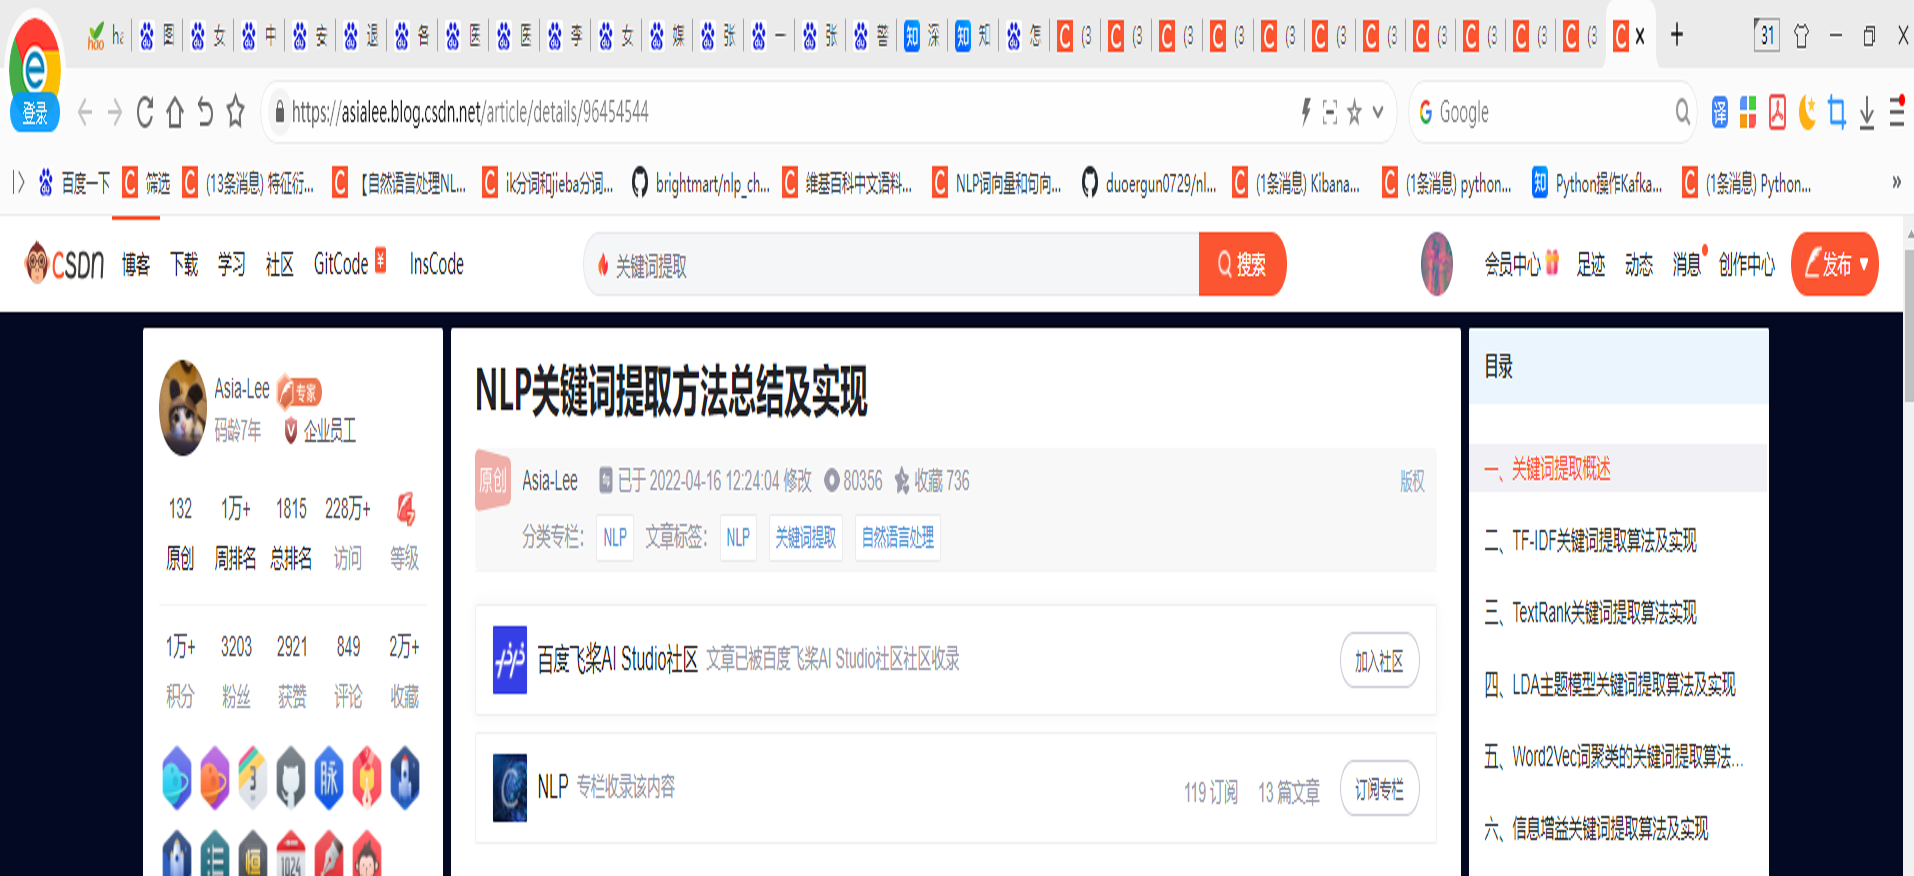 hao ha 图 女 中 安 退 各 医 医 李 女 媒 张 一 张 警 知 深 知 知 怎 (3 (3 (3 (3 (3 (3 (3 (3 (3 (3 (3 31
登录 https://asialee.blog.csdn.net/article/details/96454544 Google 译
百度一下 筛选 (13条消息) 特征衍... 【自然语言处理NL... ik分词和jieba分词... brightmart/nlp_ch... 维基百科中文语料... NLP词向量和句向... duoergun0729/nl... (1条消息) Kibana... (1条消息) python... 知 Python操作Kafka... (1条消息) Python... »
CSDN 博客 下载 学习 社区 GitCode ¥ InsCode 关键词提取 搜索 会员中心 足迹 动态 消息 创作中心 发布
Asia-Lee 专家
码龄7年 企业员工
132 1万+ 1815 228万+
原创 周排名 总排名 访问 等级
1万+ 3203 2921 849 2万+
积分 粉丝 获赞 评论 收藏
3 脉
恒 1024
NLP关键词提取方法总结及实现
原创 Asia-Lee 已于 2022-04-16 12:24:04 修改 80356 收藏 736 版权
分类专栏： NLP 文章标签： NLP 关键词提取 自然语言处理
百度飞桨AI Studio社区 文章已被百度飞桨AI Studio社区社区收录 加入社区
NLP 专栏收录该内容 119 订阅 13 篇文章 订阅专栏
目录
一、关键词提取概述
二、TF-IDF关键词提取算法及实现
三、TextRank关键词提取算法实现
四、LDA主题模型关键词提取算法及实现
五、Word2Vec词聚类的关键词提取算法...
六、信息增益关键词提取算法及实现